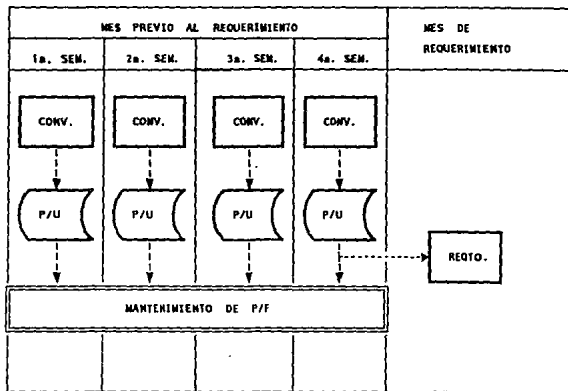 MES PREVIO AL REQUERIMIENTO
MES DE
REQUERIMIENTO
1a. SEM. 2a. SEM. 3a. SEM. 4a. SEM.
CONV. CONV. CONV. CONV.
P/U P/U P/U P/U
REQTO.
MANTENIMIENTO DE P/F